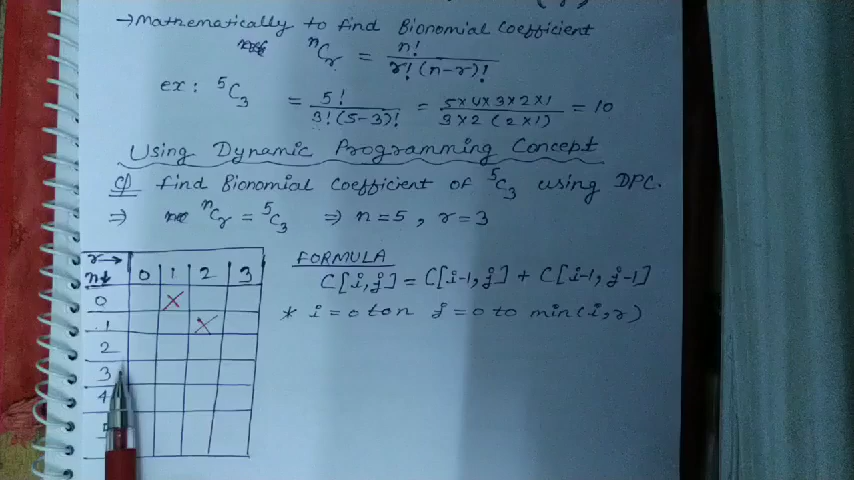 → Mathematically to find Bionomial Coefficient
nCr = n! / r!(n-r)!
ex: 5C3 = 5! / 3!(5-3)! = 5×4×3×2×1 / 3×2(2×1) = 10
Using Dynamic Programming Concept
Q) find Bionomial Coefficient of 5C3 using DPC.
⇒ nCr = 5C3 ⇒ n=5, r=3
r→ 0 1 2 3
n↓
0 ×
1 ×
2
3
4
FORMULA
C[i,j] = C[i-1,j] + C[i-1,j-1]
* i=0 to n j=0 to min(i,r)